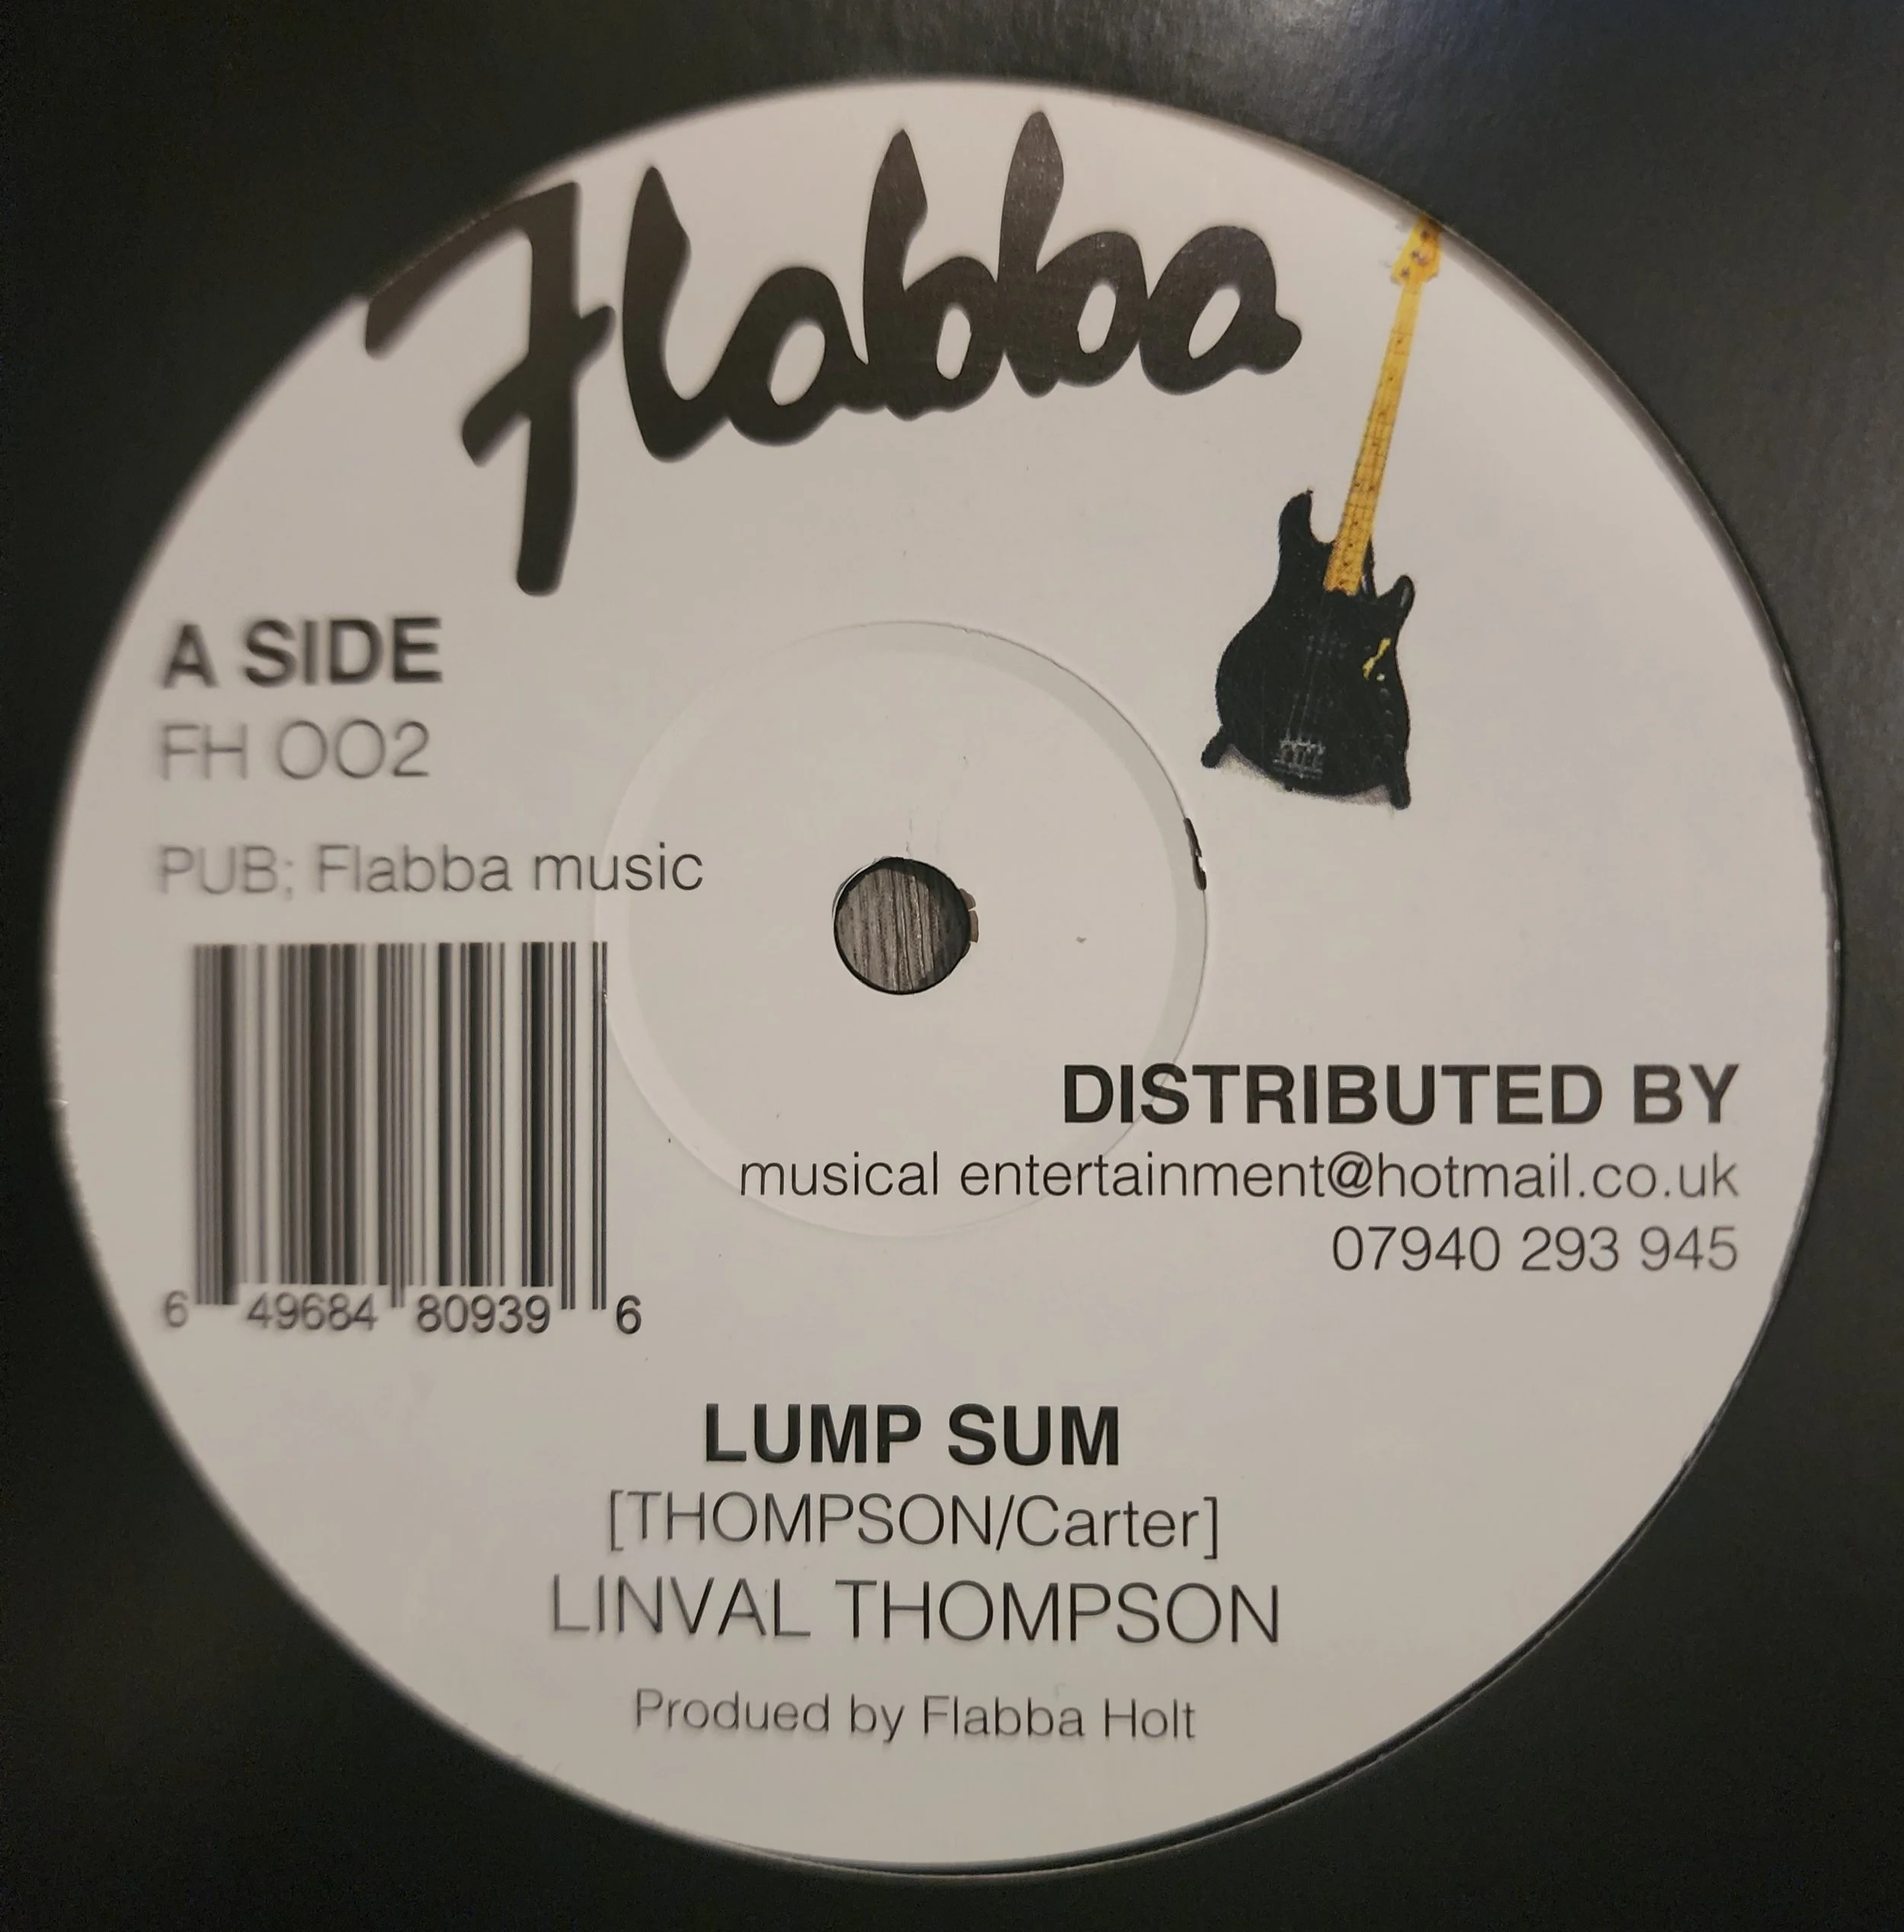 Flabba
A SIDE
FH 002
PUB; Flabba music
6 49684 80939 6
DISTRIBUTED BY
musical entertainment@hotmail.co.uk
07940 293 945
LUMP SUM
[THOMPSON/Carter]
LINVAL THOMPSON
Produed by Flabba Holt